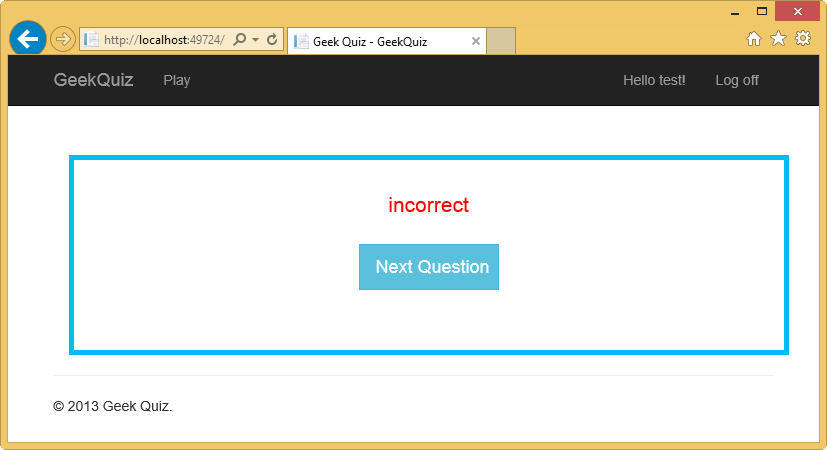 http://localhost:49724/
Geek Quiz - GeekQuiz
GeekQuiz Play Hello test! Log off
incorrect
Next Question
© 2013 Geek Quiz.